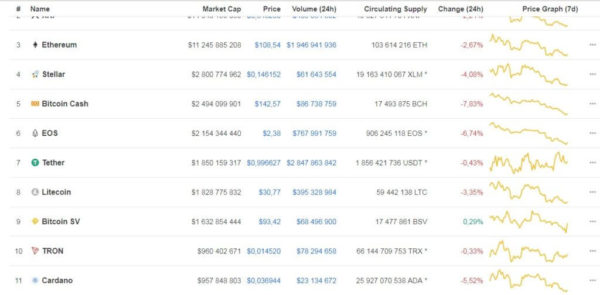 # Name Market Cap Price Volume (24h) Circulating Supply Change (24h) Price Graph (7d)
3 Ethereum $11 245 885 208 $108,54 $1 946 941 936 103 614 216 ETH -2,67%
4 Stellar $2 800 774 962 $0,146152 $61 643 554 19 163 410 067 XLM * -4,08%
5 Bitcoin Cash $2 494 099 901 $142,57 $86 738 759 17 493 875 BCH -7,83%
6 EOS $2 154 344 440 $2,38 $767 991 759 906 245 118 EOS * -6,74%
7 Tether $1 850 159 317 $0,996627 $2 847 863 842 1 856 421 736 USDT * -0,43%
8 Litecoin $1 828 775 832 $30,77 $395 328 984 59 442 138 LTC -3,35%
9 Bitcoin SV $1 632 854 444 $93,42 $68 496 900 17 477 861 BSV 0,29%
10 TRON $960 402 671 $0,014520 $78 294 658 66 144 709 753 TRX * -0,33%
11 Cardano $957 848 803 $0,036944 $23 134 672 25 927 070 538 ADA * -5,52%